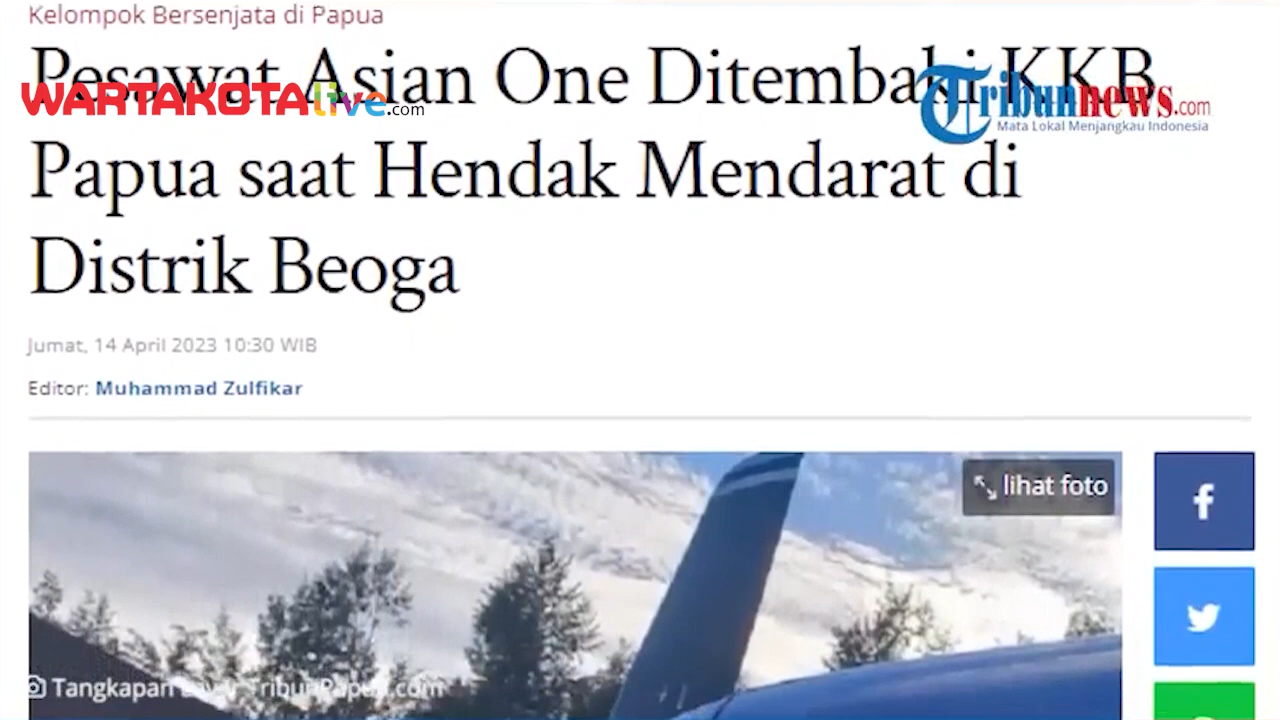 Kelompok Bersenjata di Papua
Pesawat Asian One Ditembaki KKB
WARTAKOTAlive.com
Tribunnews.com
Mata Lokal Menjangkau Indonesia
Papua saat Hendak Mendarat di
Distrik Beoga
Jumat, 14 April 2023 10:30 WIB
Editor: Muhammad Zulfikar
lihat foto
Tangkapan Layar TribunPapua.com